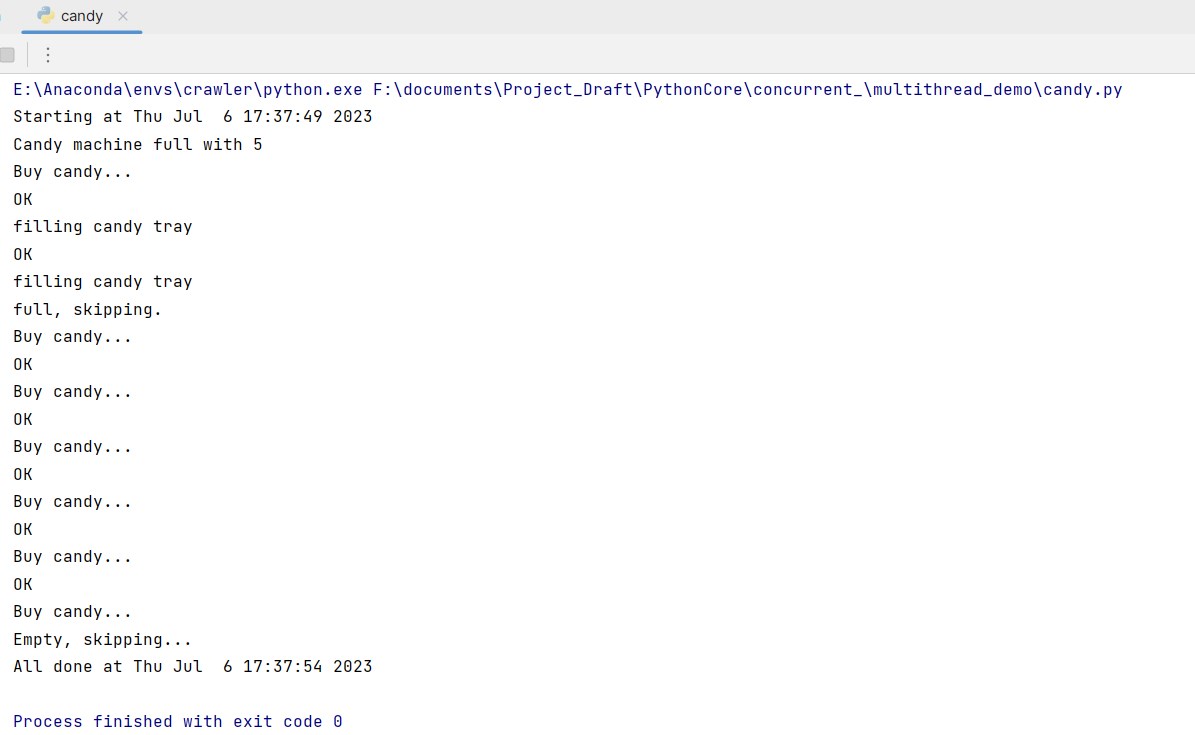 candy
E:\Anaconda\envs\crawler\python.exe F:\documents\Project_Draft\PythonCore\concurrent_\multithread_demo\candy.py
Starting at Thu Jul  6 17:37:49 2023
Candy machine full with 5
Buy candy...
OK
filling candy tray
OK
filling candy tray
full, skipping.
Buy candy...
OK
Buy candy...
OK
Buy candy...
OK
Buy candy...
OK
Buy candy...
OK
Buy candy...
Empty, skipping...
All done at Thu Jul  6 17:37:54 2023
Process finished with exit code 0